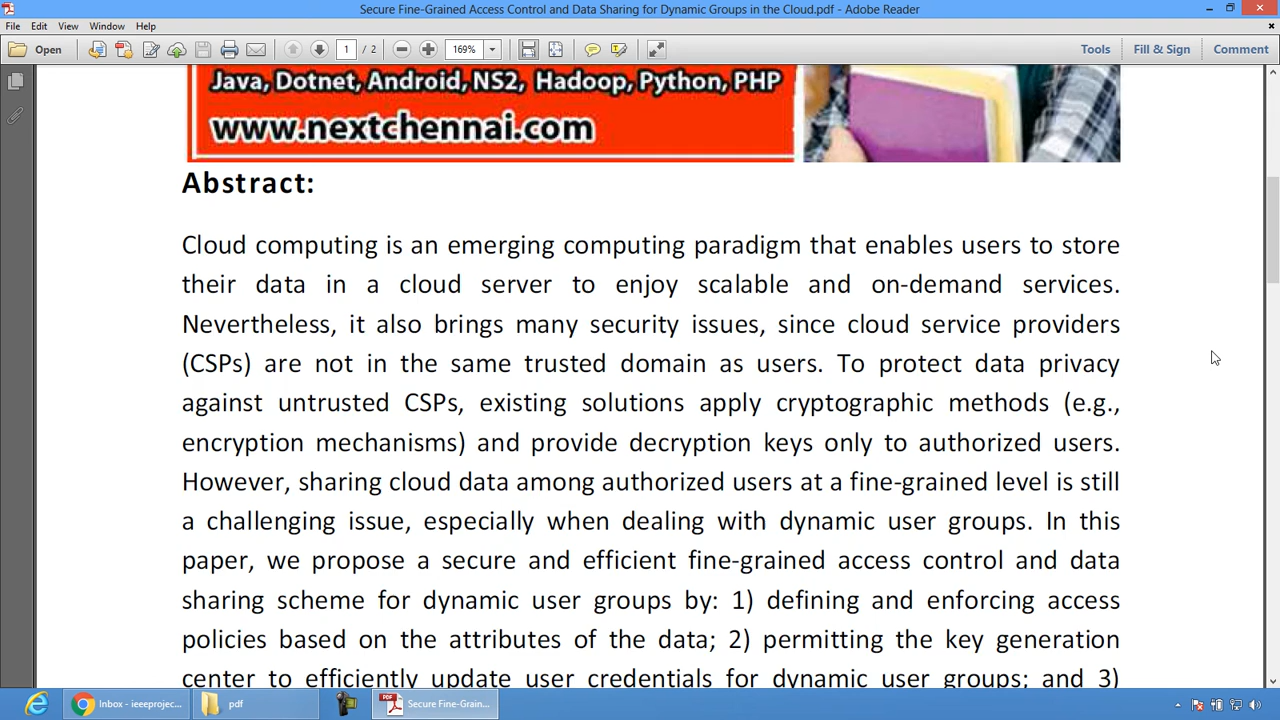 Secure Fine-Grained Access Control and Data Sharing for Dynamic Groups in the Cloud.pdf - Adobe Reader
File Edit View Window Help
Open 1 / 2 169% Tools Fill & Sign Comment
Java, Dotnet, Android, NS2, Hadoop, Python, PHP
www.nextchennai.com
Abstract:
Cloud computing is an emerging computing paradigm that enables users to store
their data in a cloud server to enjoy scalable and on-demand services.
Nevertheless, it also brings many security issues, since cloud service providers
(CSPs) are not in the same trusted domain as users. To protect data privacy
against untrusted CSPs, existing solutions apply cryptographic methods (e.g.,
encryption mechanisms) and provide decryption keys only to authorized users.
However, sharing cloud data among authorized users at a fine-grained level is still
a challenging issue, especially when dealing with dynamic user groups. In this
paper, we propose a secure and efficient fine-grained access control and data
sharing scheme for dynamic user groups by: 1) defining and enforcing access
policies based on the attributes of the data; 2) permitting the key generation
center to efficiently update user credentials for dynamic user groups; and 3)
Inbox - ieeeprojec... pdf Secure Fine-Grain...